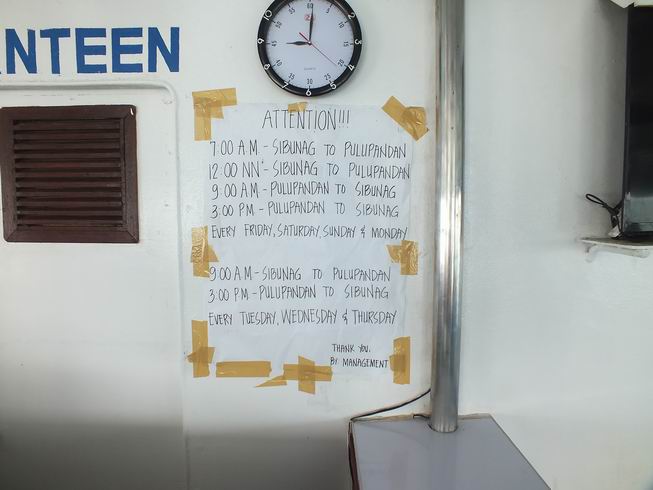 NTEEN
ATTENTION!!!
7:00 A.M. - SIBUNAG TO PULUPANDAN
12:00 NN - SIBUNAG TO PULUPANDAN
9:00 A.M - PULUPANDAN TO SIBUNAG
3:00 P.M. - PULUPANDAN TO SIBUNAG
EVERY FRIDAY, SATURDAY, SUNDAY & MONDAY
9:00 A.M - SIBUNAG TO PULUPANDAN
3:00 P.M. - PULUPANDAN TO SIBUNAG
EVERY TUESDAY, WEDNESDAY & THURSDAY
THANK YOU.
BY MANAGEMENT